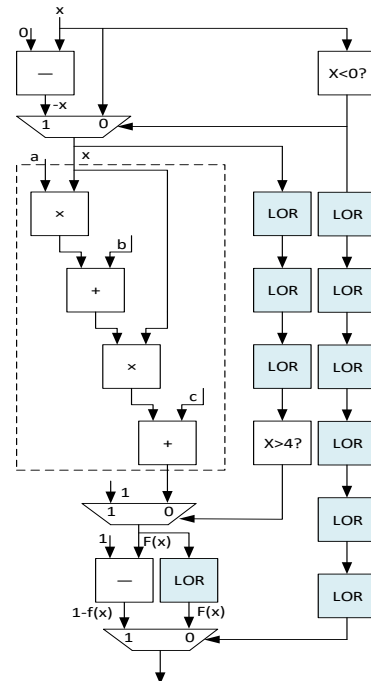 x
0
—
X<0?
-x
1 0
a
x
×
LOR
LOR
b
+
LOR
LOR
×
LOR
LOR
c
+
X>4?
LOR
1
1 0
LOR
1
F(x)
—
LOR
LOR
1-f(x)
F(x)
1 0